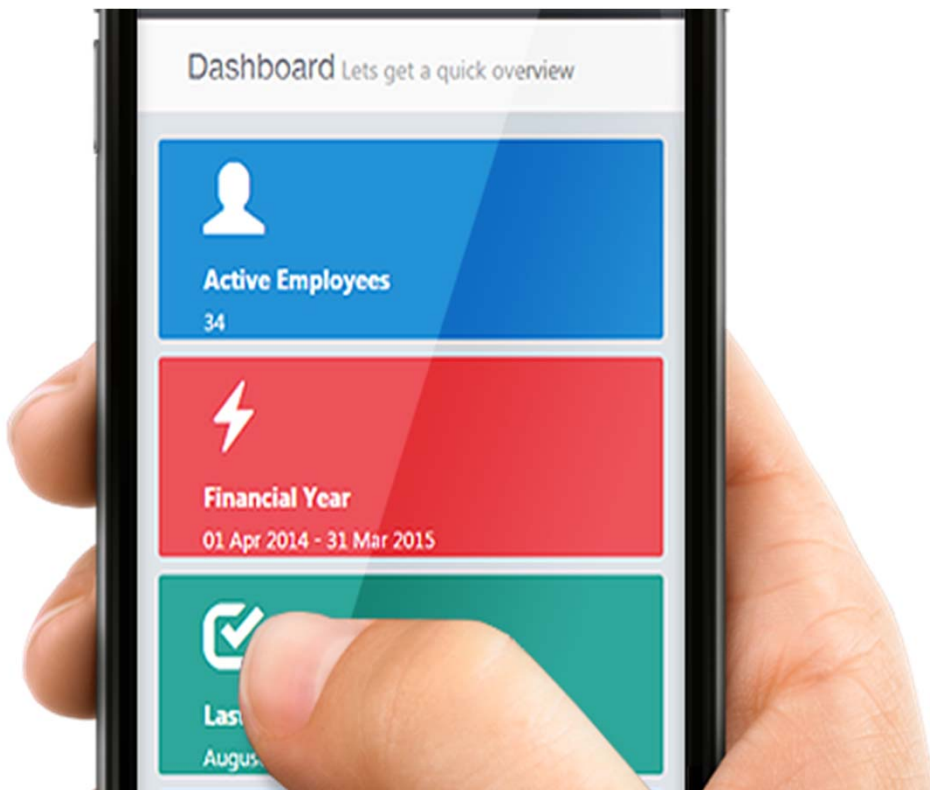 Dashboard Lets get a quick overview
Active Employees
34
Financial Year
01 Apr 2014 - 31 Mar 2015